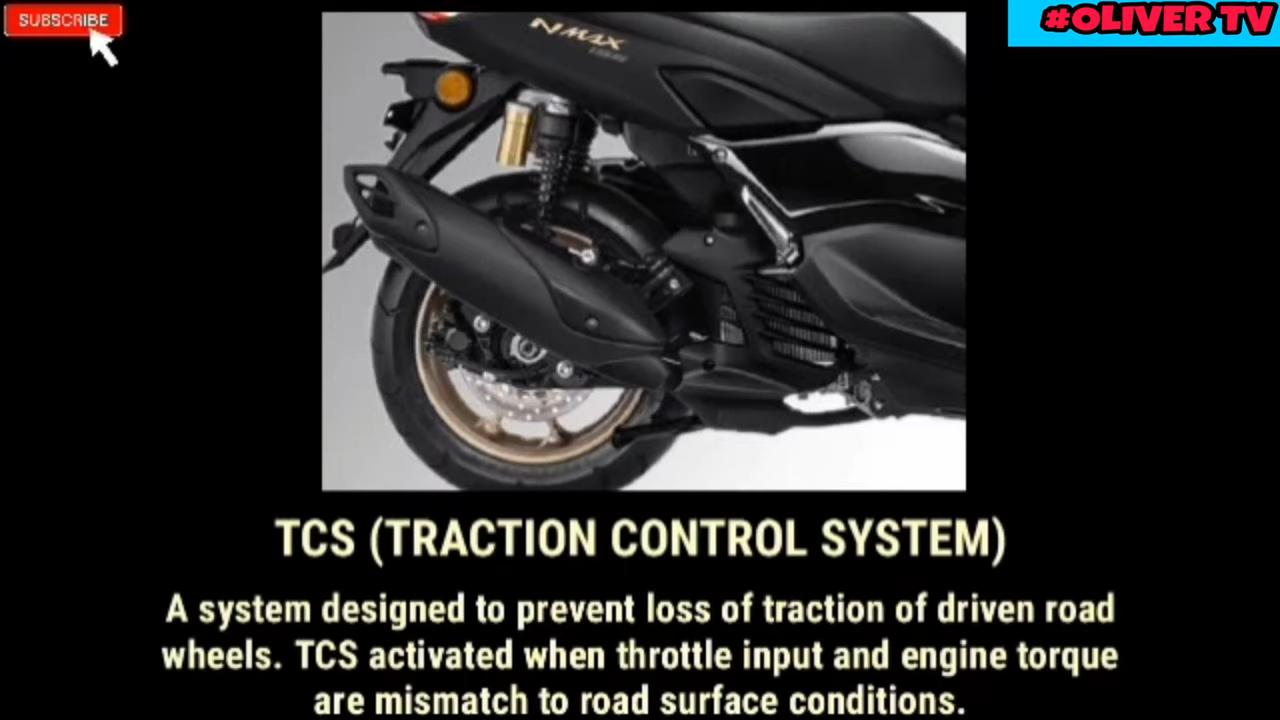 SUBSCRIBE
#OLIVER TV
NMAX
TCS (TRACTION CONTROL SYSTEM)
A system designed to prevent loss of traction of driven road
wheels. TCS activated when throttle input and engine torque
are mismatch to road surface conditions.